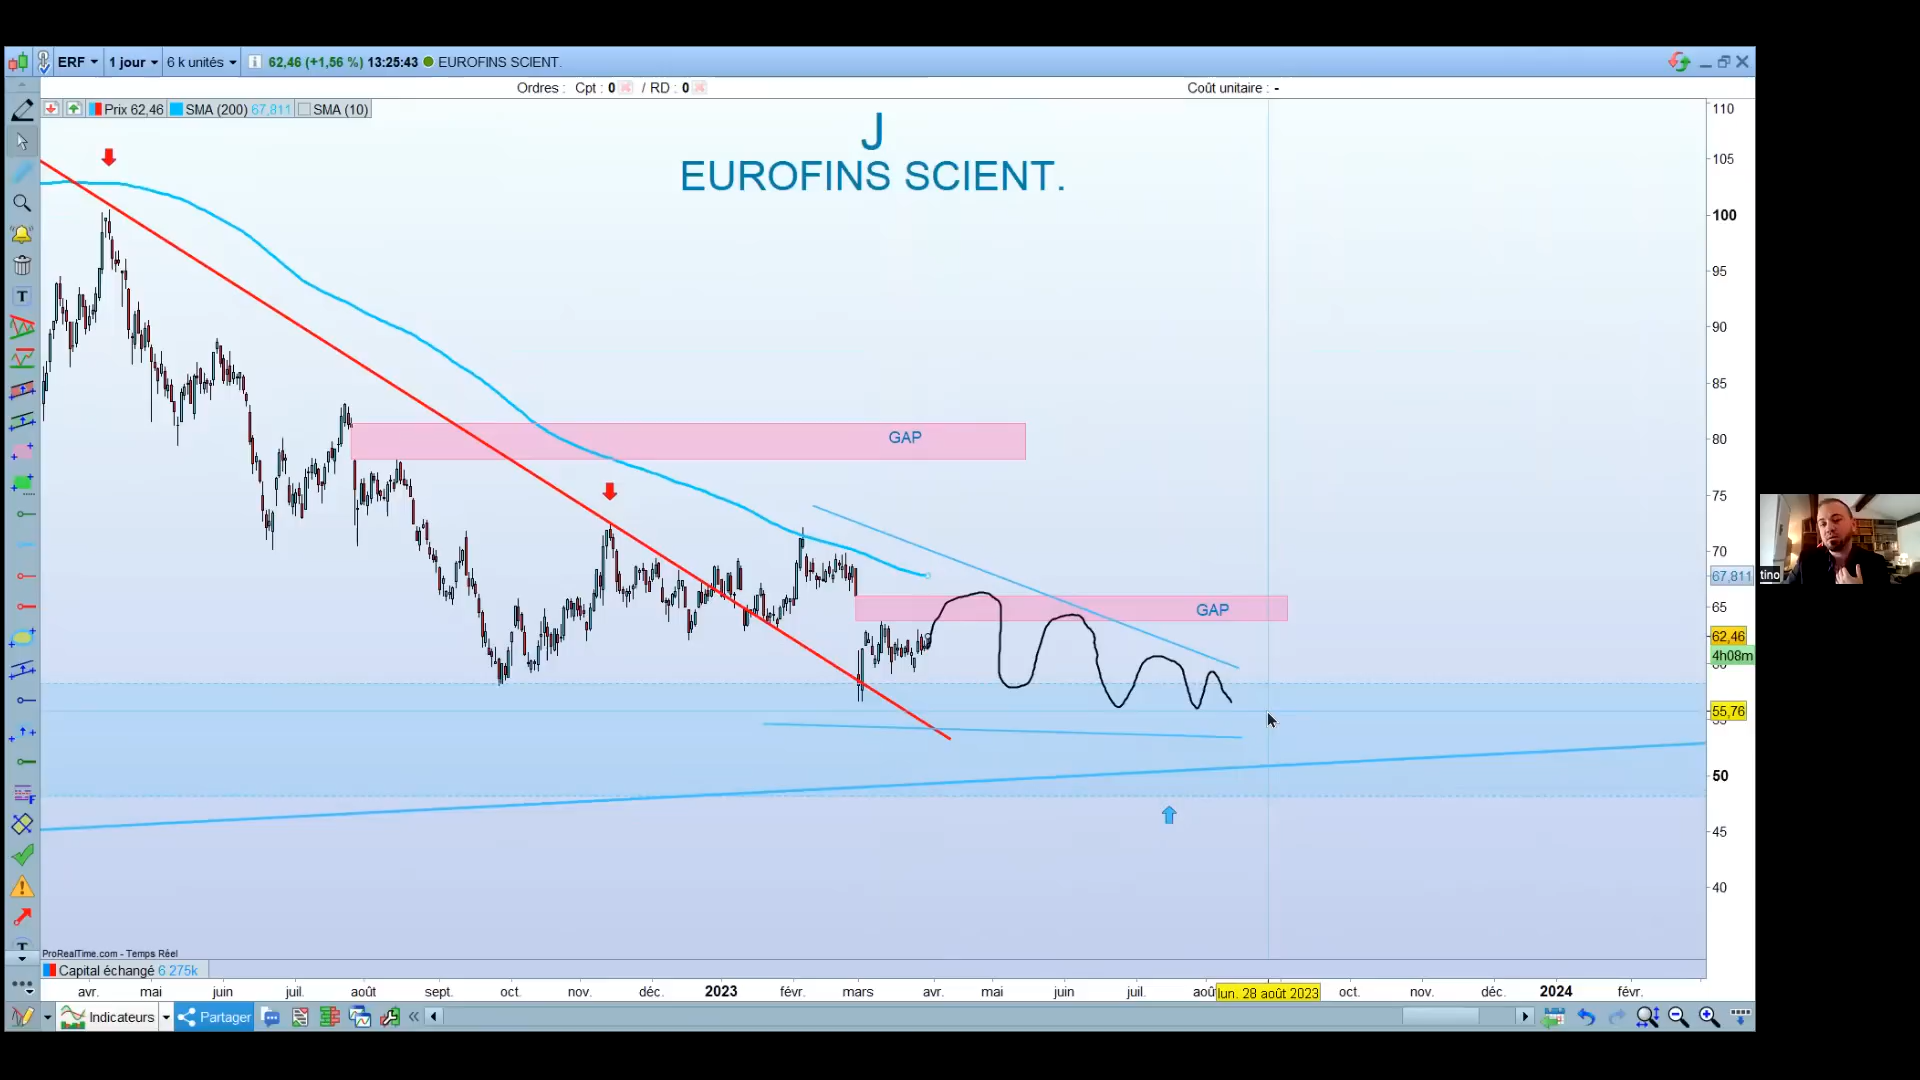 ERF 1 jour 6 k unités 62,46 (+1,56 %) 13:25:43 EUROFINS SCIENT.
Ordres : Cpt : 0 / RD : 0 Coût unitaire : -
Prix 62,46 SMA (200) 67,811 SMA (10)
J
EUROFINS SCIENT.
110
105
100
95
90
85
80
75
70
67,811
65
62,46
4h08m
55,76
50
45
40
GAP
GAP
tino
ProRealTime.com - Temps Réel
Capital échangé 6 275k
avr. mai juin juil. août sept. oct. nov. déc. 2023 févr. mars avr. mai juin juil. aoû lun. 28 août 2023 oct. nov. déc. 2024 févr.
Indicateurs Partager